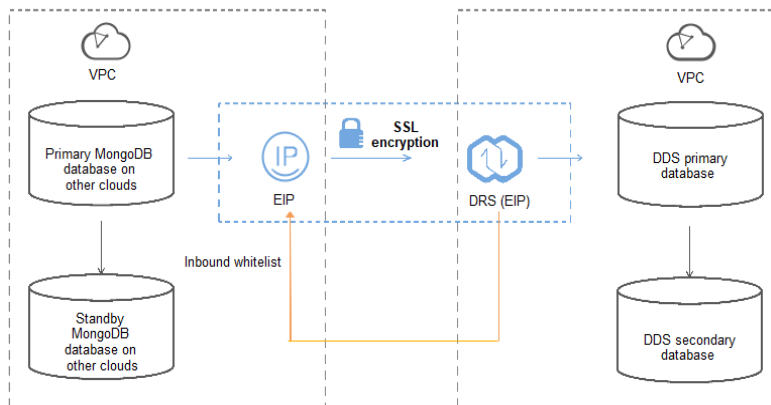 VPC
VPC
Primary MongoDB
database on
other clouds
IP
EIP
SSL
encryption
DRS (EIP)
DDS primary
database
Inbound whitelist
Standby
MongoDB
database on
other clouds
DDS secondary
database